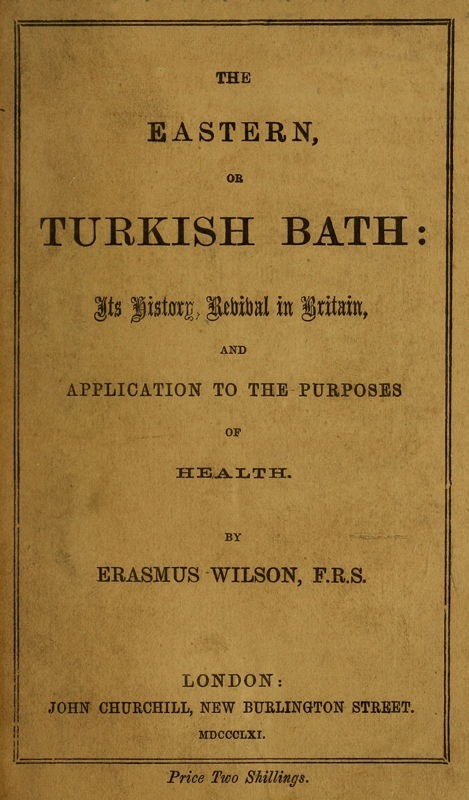 THE
EASTERN,
OR
TURKISH BATH:
Its History, Revival in Britain,
AND
APPLICATION TO THE PURPOSES
OF
HEALTH.
BY
ERASMUS WILSON, F.R.S.
LONDON:
JOHN CHURCHILL, NEW BURLINGTON STREET.
MDCCCLXI.
Price Two Shillings.